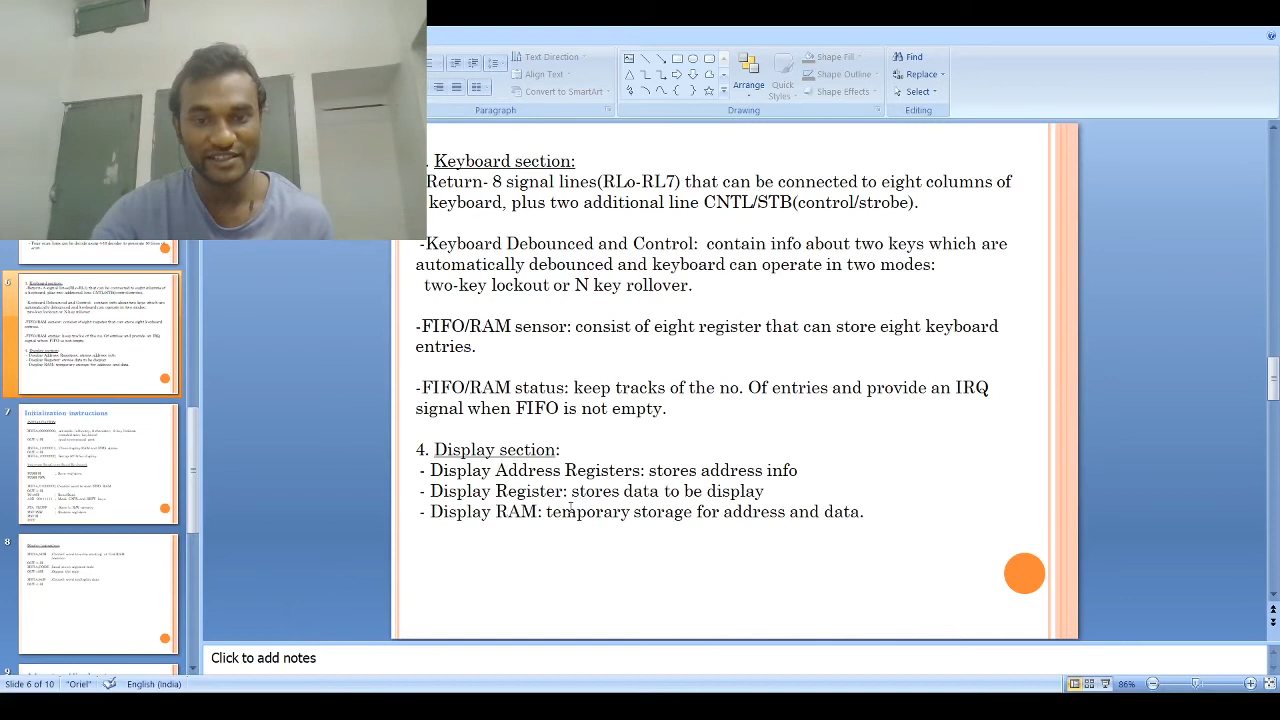 Text Direction
Align Text
Convert to SmartArt
Paragraph
Arrange
Quick Styles
Shape Fill
Shape Outline
Shape Effects
Drawing
Find
Replace
Select
Editing
. Keyboard section:
Return- 8 signal lines(RLo-RL7) that can be connected to eight columns of
keyboard, plus two additional line CNTL/STB(control/strobe).
-Keyboard Debounced and Control: contain info about two keys which are
automatically debounced and keyboard can operate in two modes:
two-key lockout or N key rollover.
-FIFO/RAM sensor: consist of eight register that can store eight keyboard
entries.
-FIFO/RAM status: keep tracks of the no. Of entries and provide an IRQ
signal when FIFO is not empty.
4. Display section:
- Display Address Registers: stores address info
- Display Register: stores data to be display
- Display RAM: temporary storage for address and data.
6
7
Initialization instructions
8
9
Click to add notes
Slide 6 of 10
"Oriel"
English (India)
86%